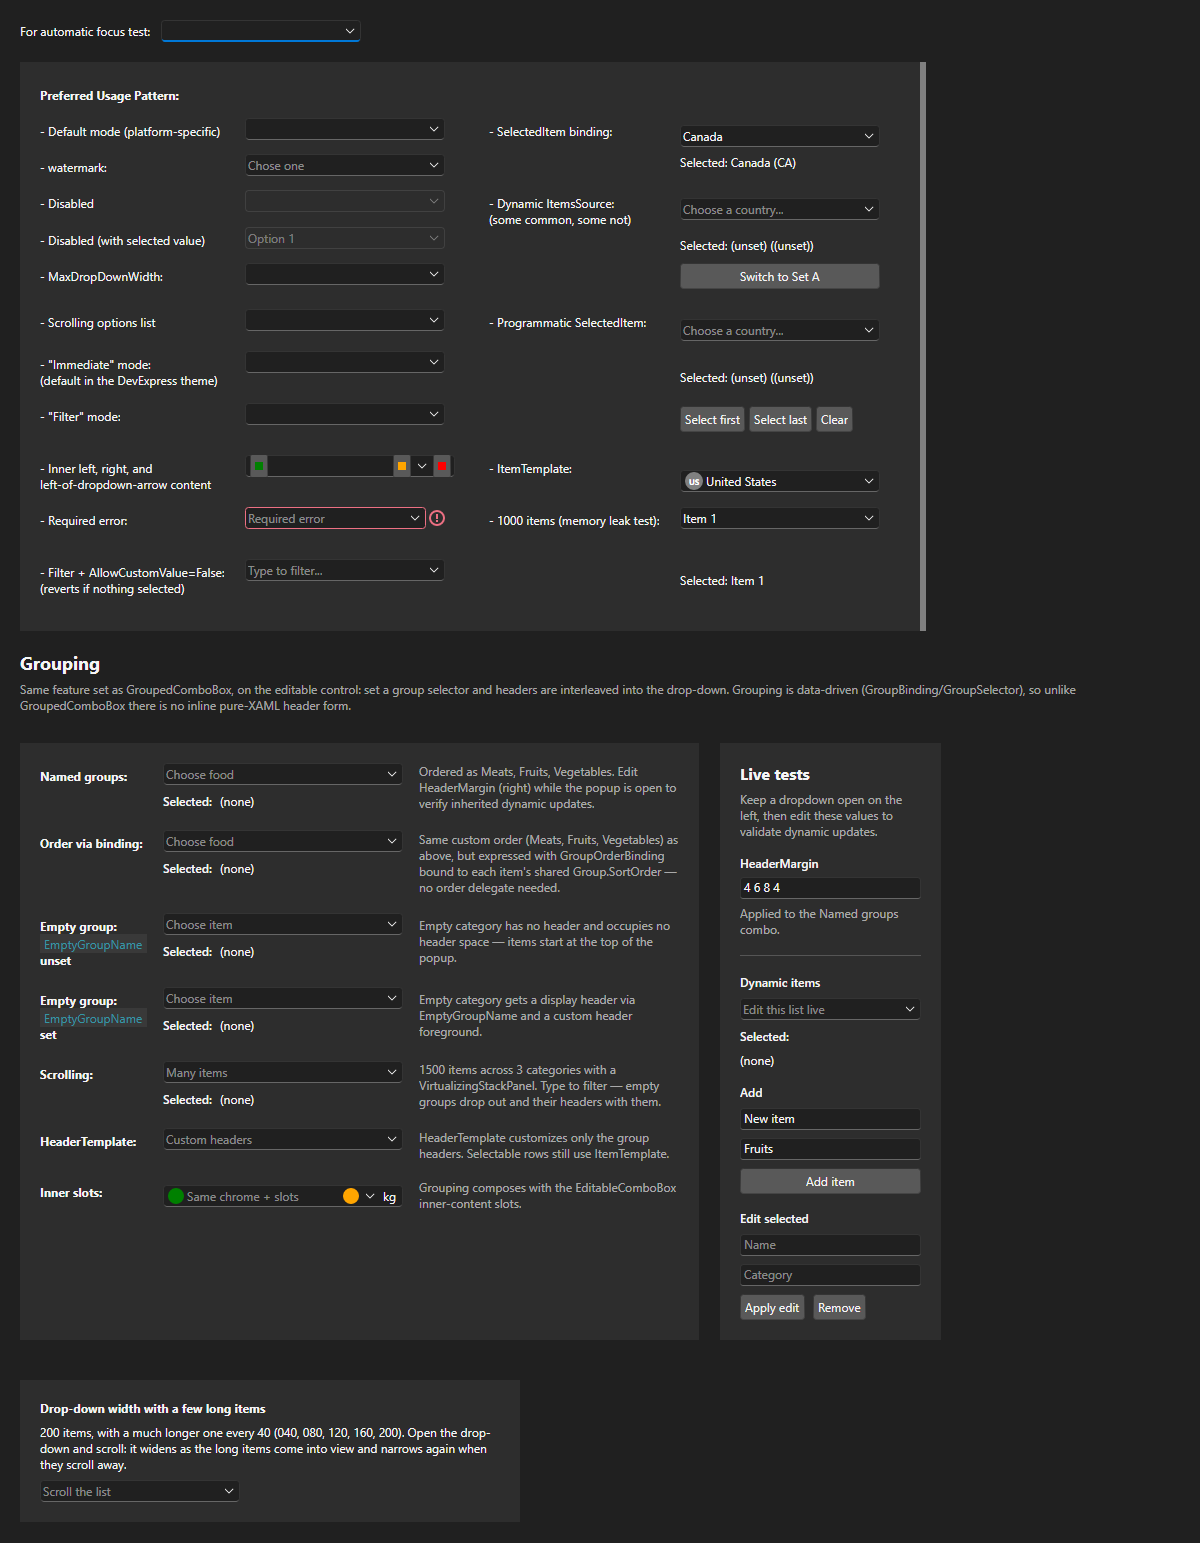 For automatic focus test:
Preferred Usage Pattern:
- Default mode (platform-specific)
- watermark:
Chose one
- Disabled
- Disabled (with selected value)
Option 1
- MaxDropDownWidth:
- Scrolling options list
- "Immediate" mode:
(default in the DevExpress theme)
- "Filter" mode:
- Inner left, right, and
left-of-dropdown-arrow content
- Required error:
Required error
- Filter + AllowCustomValue=False:
(reverts if nothing selected)
Type to filter...
- SelectedItem binding:
Canada
Selected: Canada (CA)
- Dynamic ItemsSource:
(some common, some not)
Choose a country...
Selected: (unset) ((unset))
Switch to Set A
- Programmatic SelectedItem:
Choose a country...
Selected: (unset) ((unset))
Select first
Select last
Clear
- ItemTemplate:
US United States
- 1000 items (memory leak test):
Item 1
Selected: Item 1
Grouping
Same feature set as GroupedComboBox, on the editable control: set a group selector and headers are interleaved into the drop-down. Grouping is data-driven (GroupBinding/GroupSelector), so unlike
GroupedComboBox there is no inline pure-XAML header form.
Named groups:
Choose food
Selected: (none)
Ordered as Meats, Fruits, Vegetables. Edit
HeaderMargin (right) while the popup is open to
verify inherited dynamic updates.
Order via binding:
Choose food
Selected: (none)
Same custom order (Meats, Fruits, Vegetables) as
above, but expressed with GroupOrderBinding
bound to each item's shared Group.SortOrder —
no order delegate needed.
Empty group:
EmptyGroupName
unset
Choose item
Selected: (none)
Empty category has no header and occupies no
header space — items start at the top of the
popup.
Empty group:
EmptyGroupName
set
Choose item
Selected: (none)
Empty category gets a display header via
EmptyGroupName and a custom header
foreground.
Scrolling:
Many items
Selected: (none)
1500 items across 3 categories with a
VirtualizingStackPanel. Type to filter — empty
groups drop out and their headers with them.
HeaderTemplate:
Custom headers
HeaderTemplate customizes only the group
headers. Selectable rows still use ItemTemplate.
Inner slots:
Same chrome + slots
kg
Grouping composes with the EditableComboBox
inner-content slots.
Live tests
Keep a dropdown open on the
left, then edit these values to
validate dynamic updates.
HeaderMargin
4 6 8 4
Applied to the Named groups
combo.
Dynamic items
Edit this list live
Selected:
(none)
Add
New item
Fruits
Add item
Edit selected
Name
Category
Apply edit
Remove
Drop-down width with a few long items
200 items, with a much longer one every 40 (040, 080, 120, 160, 200). Open the drop-
down and scroll: it widens as the long items come into view and narrows again when
they scroll away.
Scroll the list